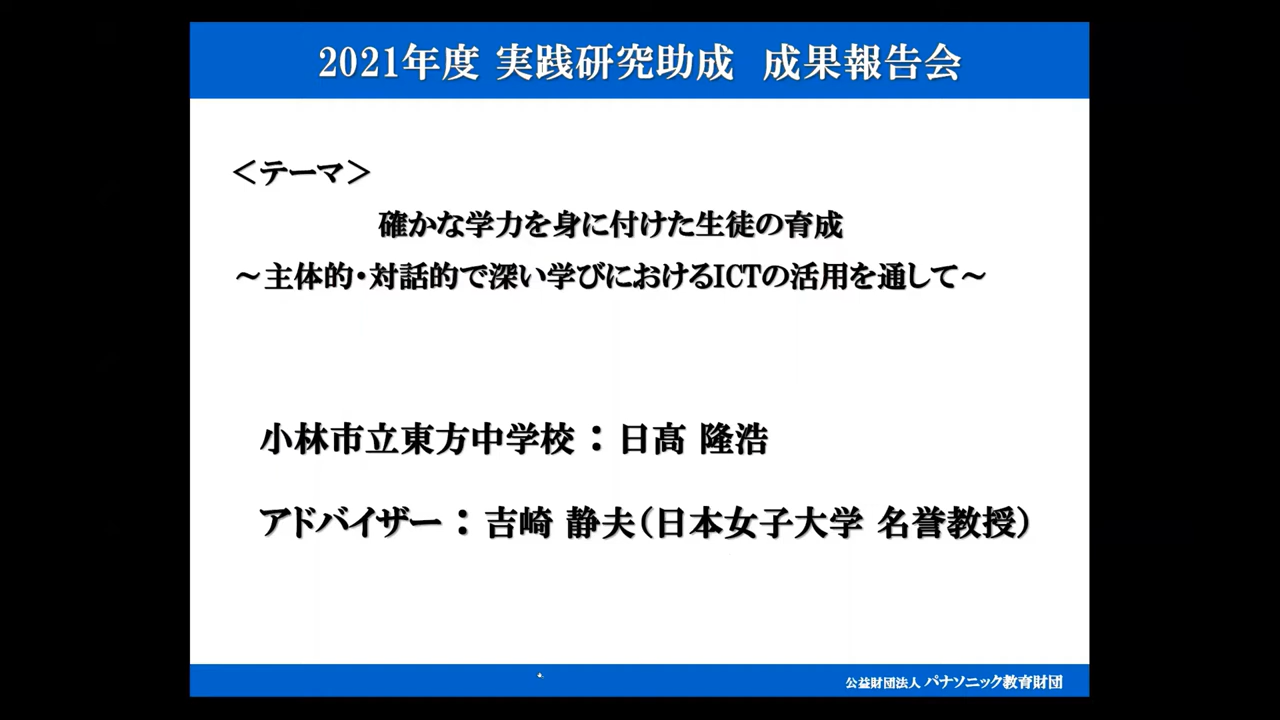 2021年度 実践研究助成 成果報告会
＜テーマ＞
確かな学力を身に付けた生徒の育成
～主体的・対話的で深い学びにおけるICTの活用を通して～
小林市立東方中学校：日髙 隆浩
アドバイザー：吉崎 静夫（日本女子大学 名誉教授）
公益財団法人 パナソニック教育財団